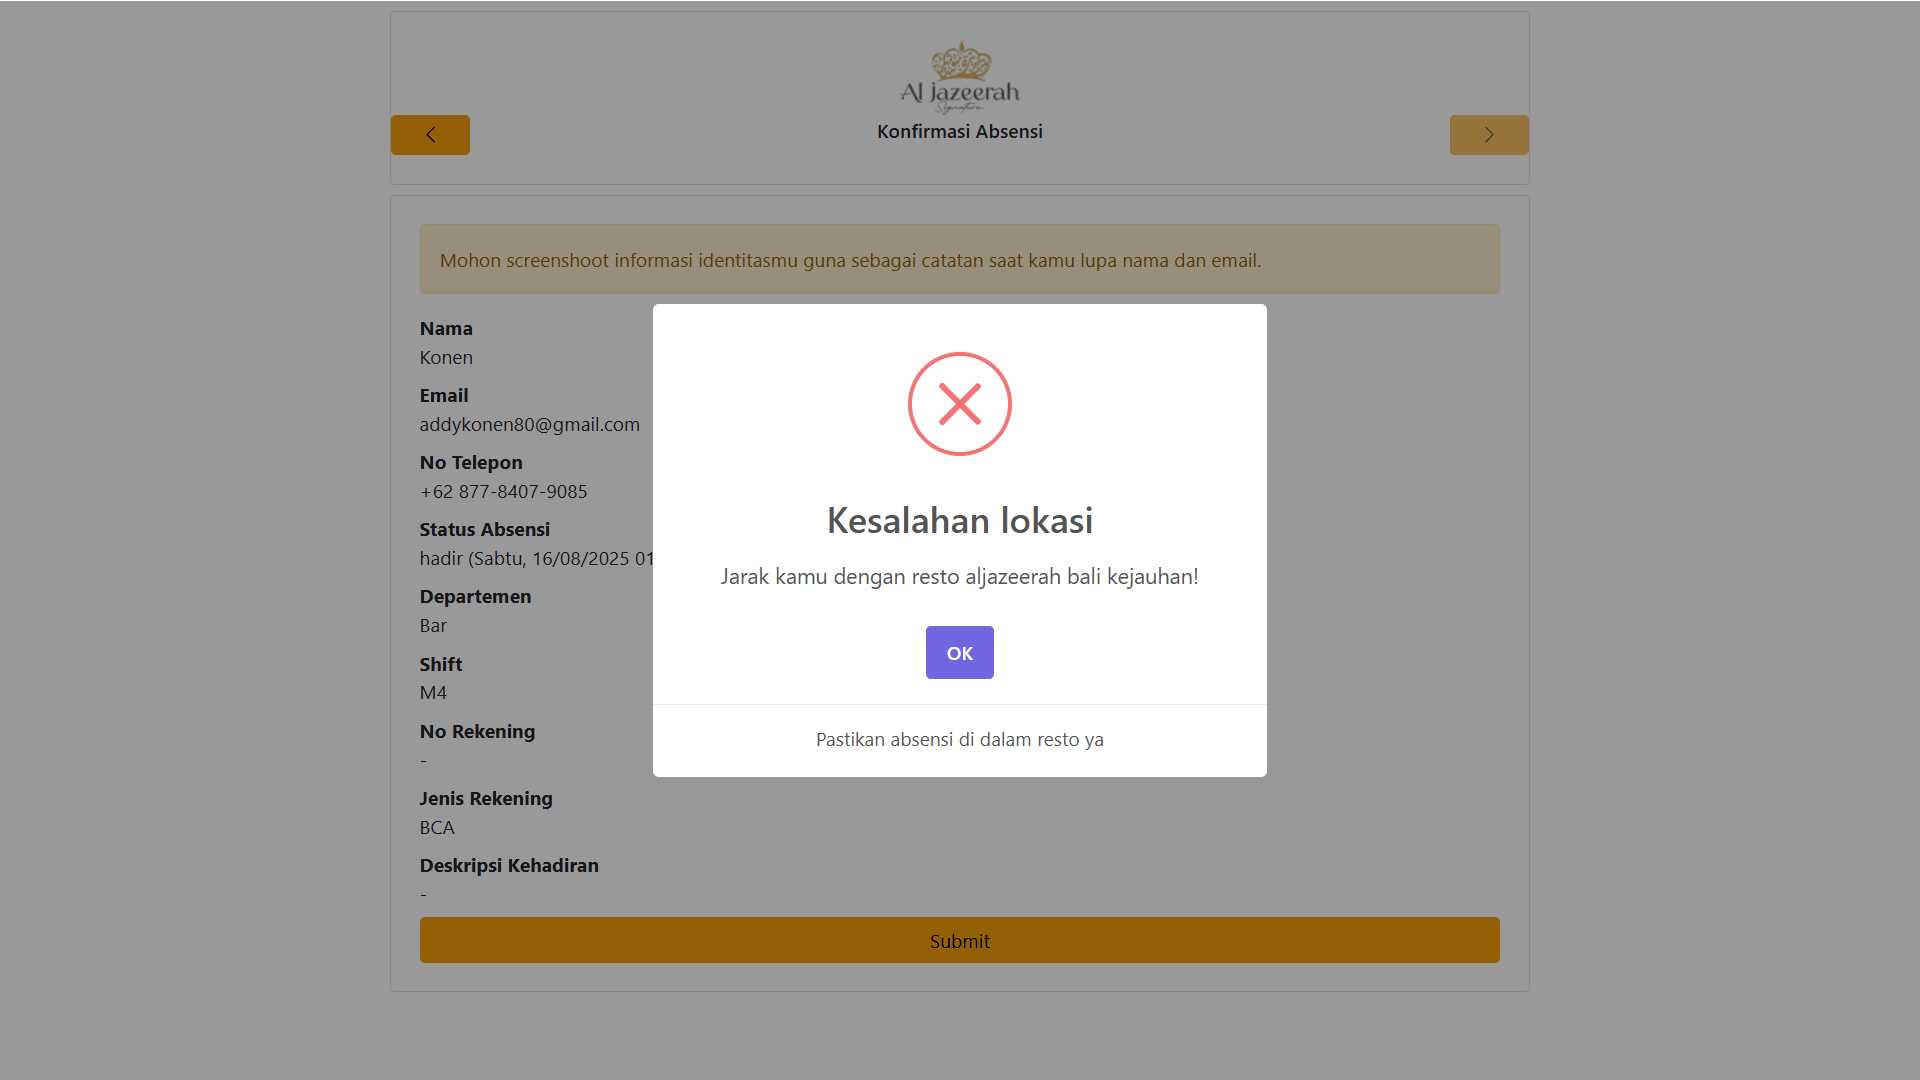 Al jazeerah
Signature
Konfirmasi Absensi
Mohon screenshoot informasi identitasmu guna sebagai catatan saat kamu lupa nama dan email.
Nama
Konen
Email
addykonen80@gmail.com
No Telepon
+62 877-8407-9085
Status Absensi
hadir (Sabtu, 16/08/2025 01
Departemen
Bar
Shift
M4
No Rekening
-
Jenis Rekening
BCA
Deskripsi Kehadiran
-
Submit
Kesalahan lokasi
Jarak kamu dengan resto aljazeerah bali kejauhan!
OK
Pastikan absensi di dalam resto ya